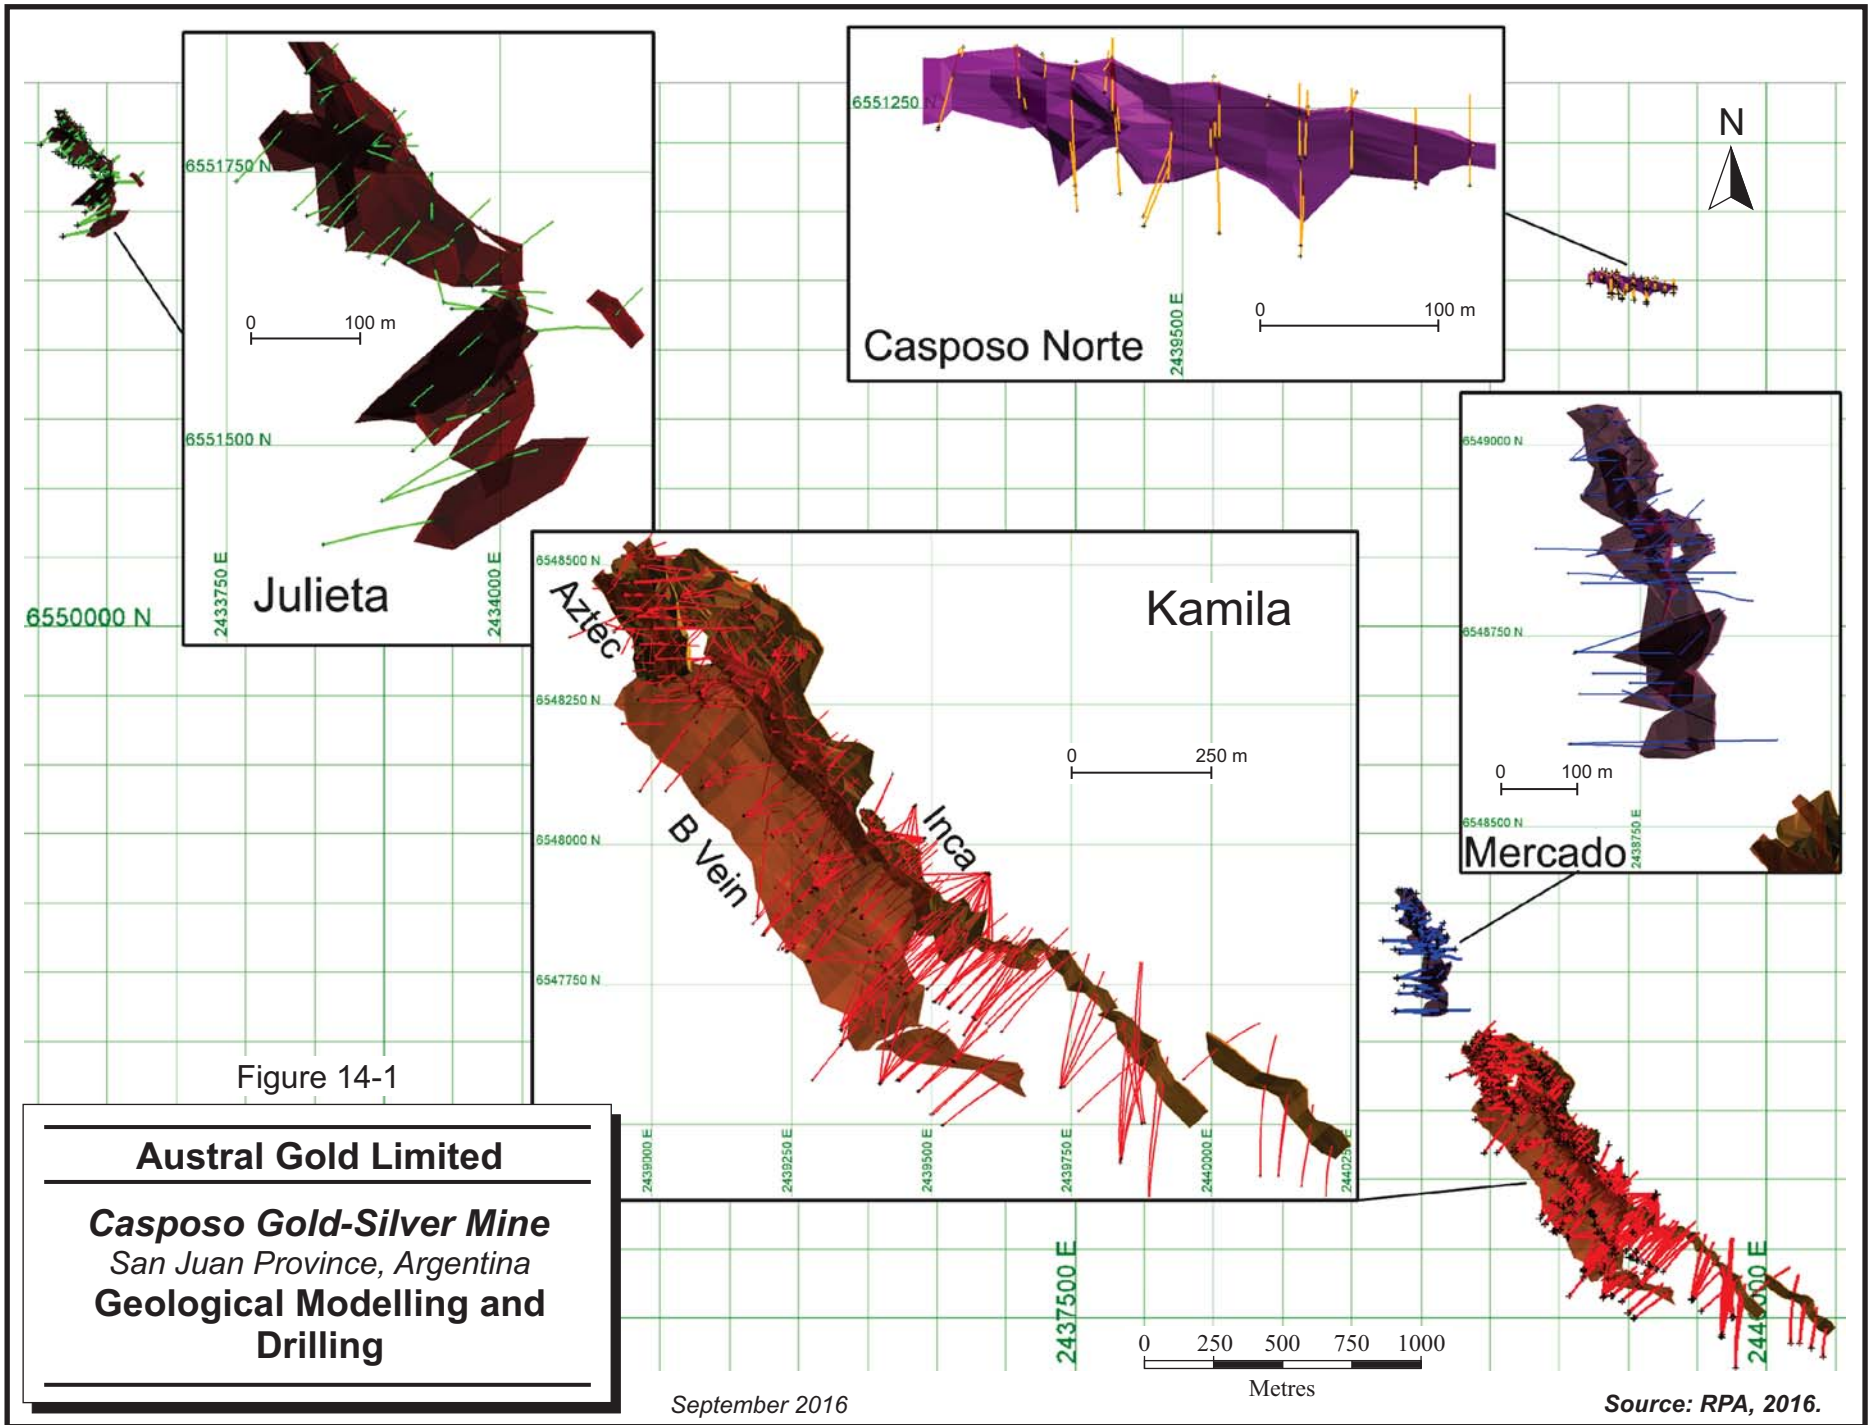 6551750 N
6551500 N
2433750 E
2434000 E
0 100 m
Julieta
6551250 N
2439500 E
0 100 m
Casposo Norte
N
6549000 N
6548750 N
6548500 N
2438750 E
0 100 m
Mercado
6550000 N
6548500 N
6548250 N
6548000 N
6547750 N
Aztec
B Vein
Inca
Kamila
0 250 m
2439000 E
2439250 E
2439500 E
2439750 E
2440000 E
Figure 14-1
Austral Gold Limited
Casposo Gold-Silver Mine
San Juan Province, Argentina
Geological Modelling and
Drilling
2437500 E
0 250 500 750 1000
Metres
September 2016
Source: RPA, 2016.